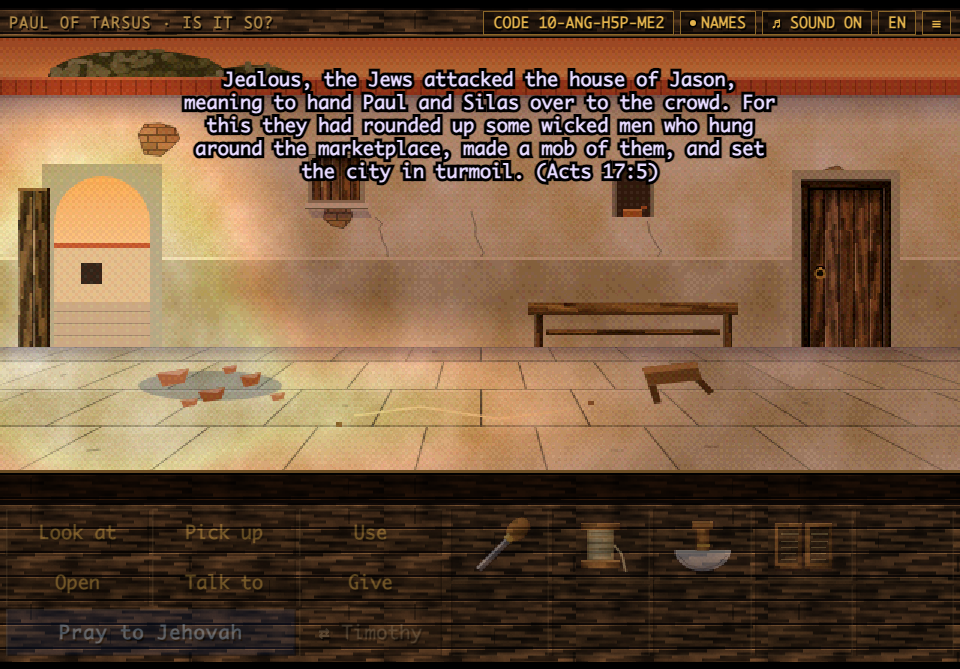 PAUL OF TARSUS · IS IT SO?
CODE 10-ANG-H5P-ME2
• NAMES
♬ SOUND ON
EN
≡
Jealous, the Jews attacked the house of Jason,
meaning to hand Paul and Silas over to the crowd. For
this they had rounded up some wicked men who hung
around the marketplace, made a mob of them, and set
the city in turmoil. (Acts 17:5)
Look at
Pick up
Use
Open
Talk to
Give
Pray to Jehovah
⇄ Timothy